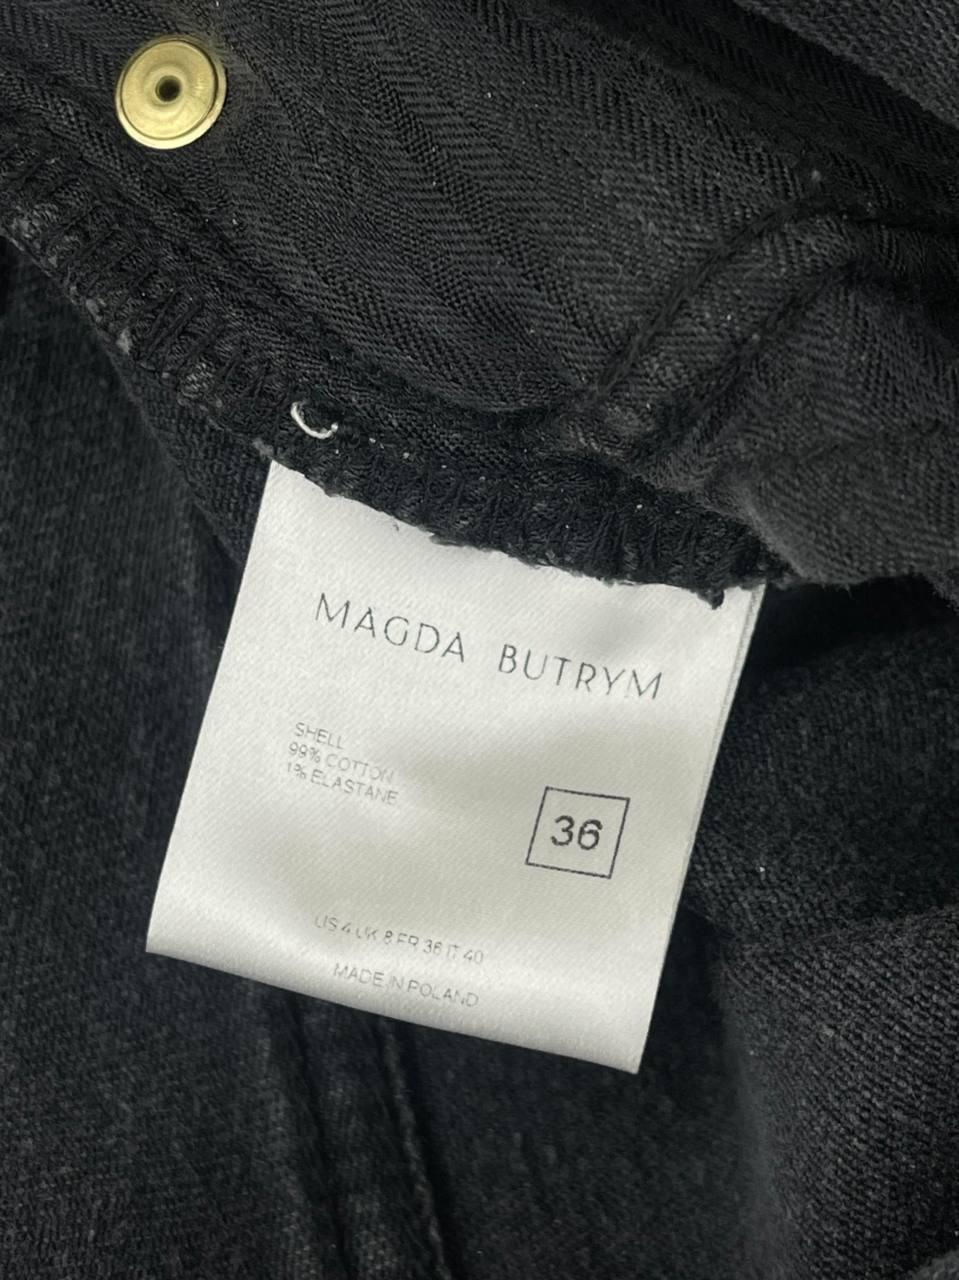 MAGDA BUTRYM
SHELL
99% COTTON
1% ELASTANE
36
US 4 UK 8 FR 36 IT 40
MADE IN POLAND